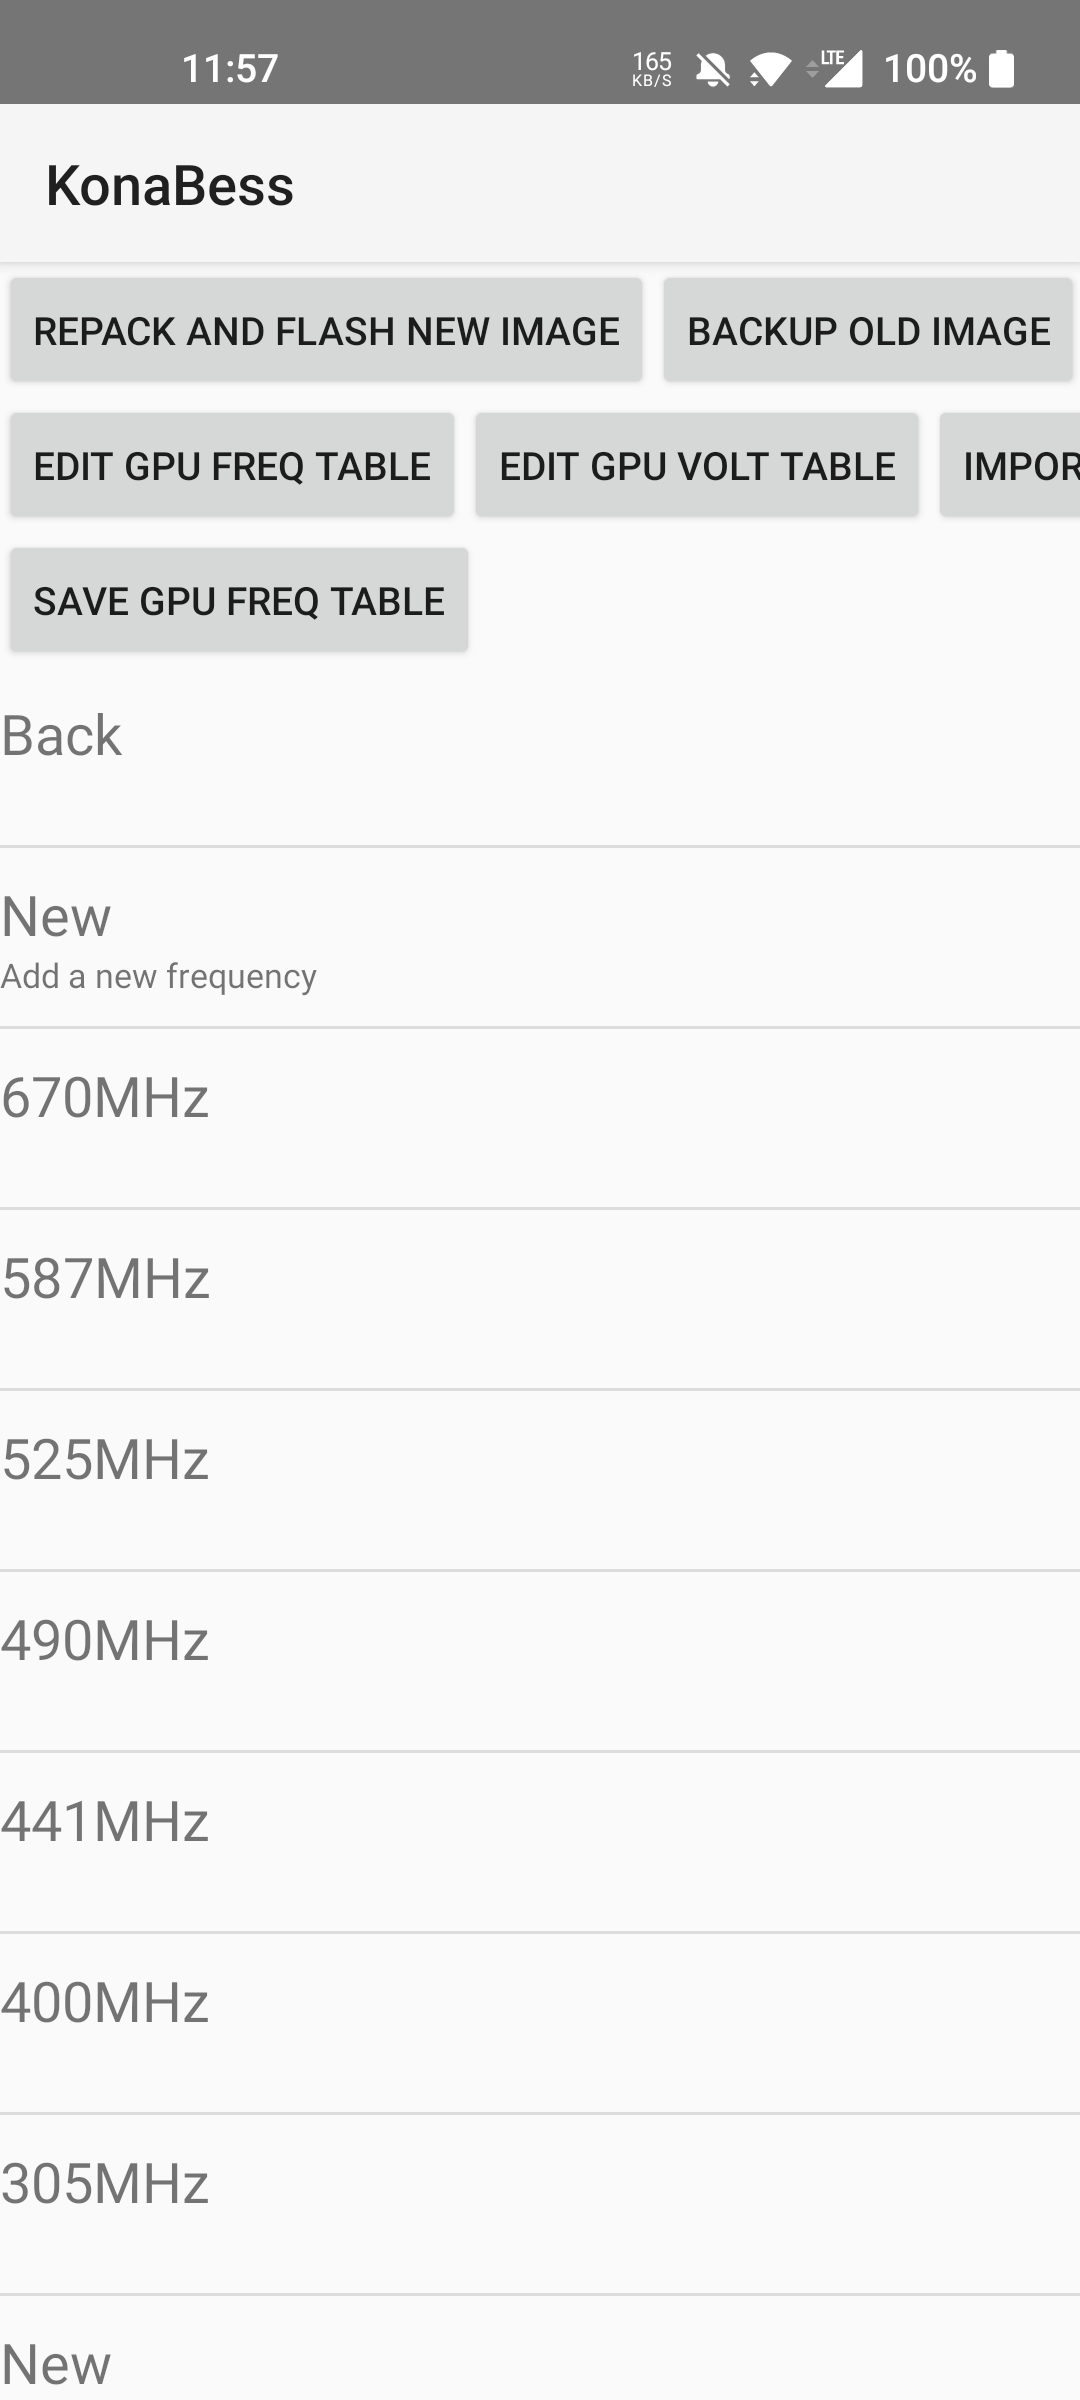 11:57 165 KB/S LTE 100%
KonaBess
REPACK AND FLASH NEW IMAGE BACKUP OLD IMAGE
EDIT GPU FREQ TABLE EDIT GPU VOLT TABLE IMPOR
SAVE GPU FREQ TABLE
Back
New
Add a new frequency
670MHz
587MHz
525MHz
490MHz
441MHz
400MHz
305MHz
New